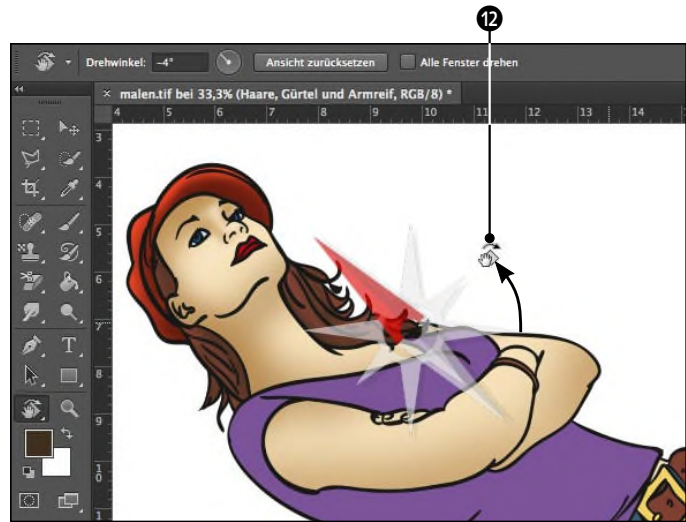 12
Drehwinkel: -4° Ansicht zurücksetzen Alle Fenster drehen
× malen.tif bei 33,3% (Haare, Gürtel und Armreif, RGB/8) *
4 5 6 7 8 9 10 11 12 13 14
3
4
5
6
7
8
9
10
1
T